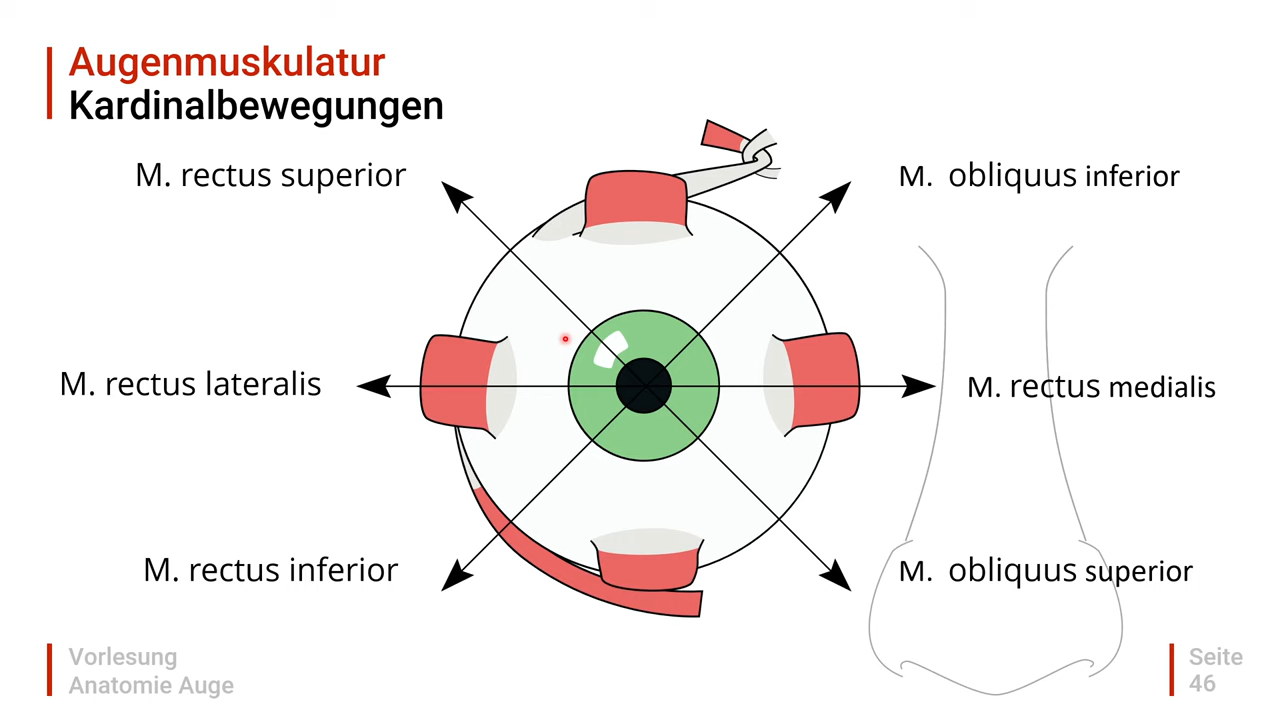 Augenmuskulatur
Kardinalbewegungen
M. rectus superior
M. obliquus inferior
M. rectus lateralis
M. rectus medialis
M. rectus inferior
M. obliquus superior
Vorlesung
Anatomie Auge
Seite
46